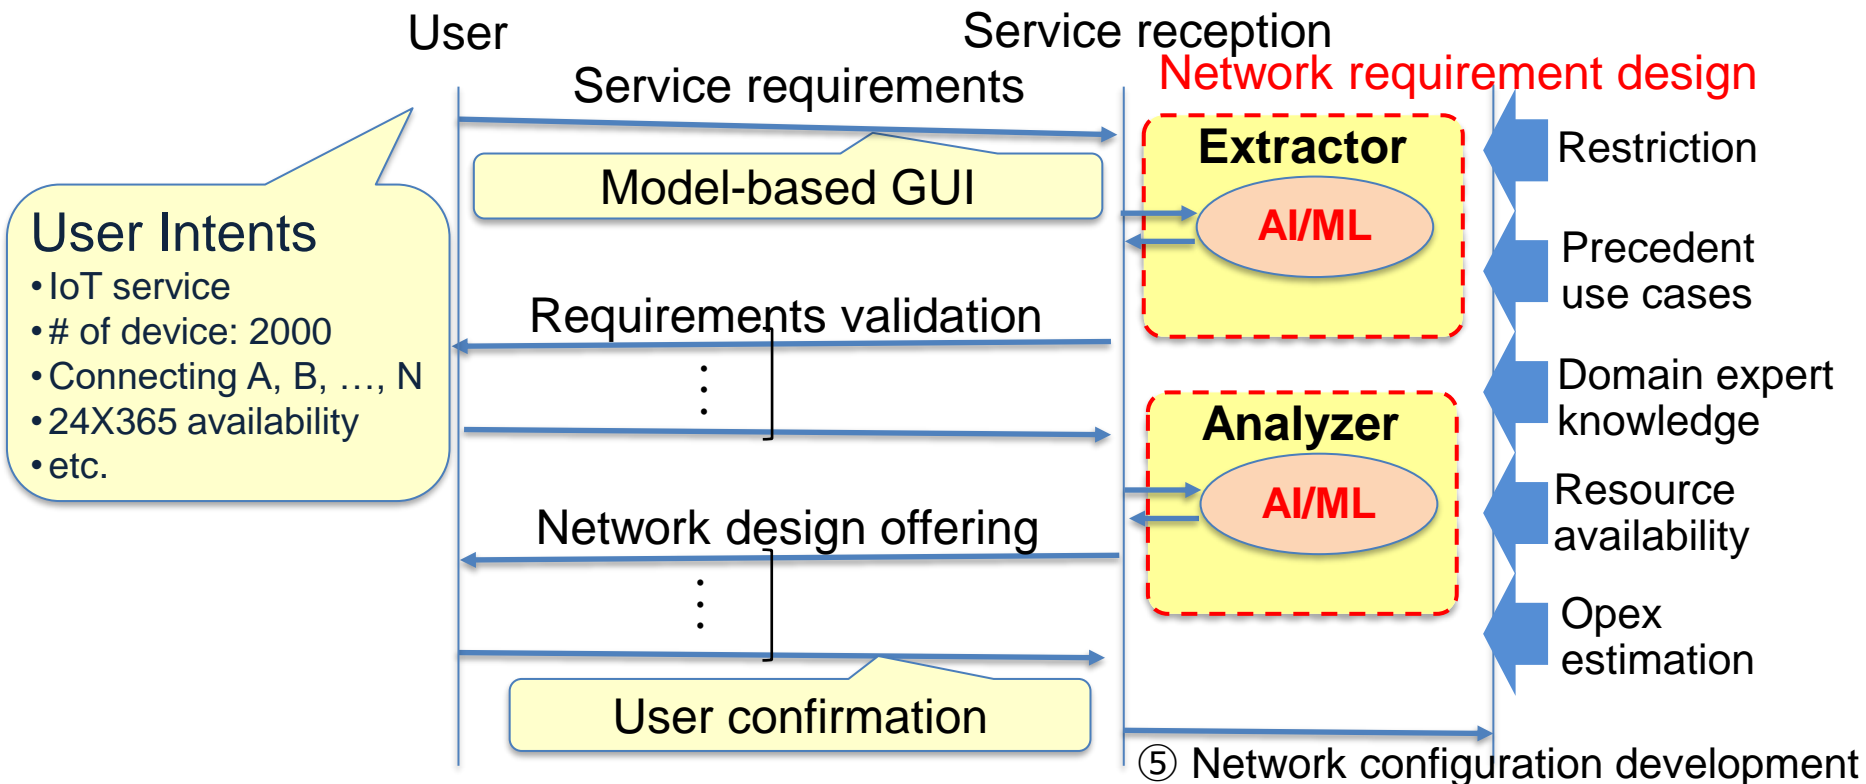 User
Service reception
Service requirements
Network requirement design
Model-based GUI
User Intents
•IoT service
•# of device: 2000
•Connecting A, B, …, N
•24X365 availability
•etc.
Extractor
AI/ML
Requirements validation
Analyzer
AI/ML
Network design offering
User confirmation
Restriction
Precedent
use cases
Domain expert
knowledge
Resource
availability
Opex
estimation
⑤ Network configuration development